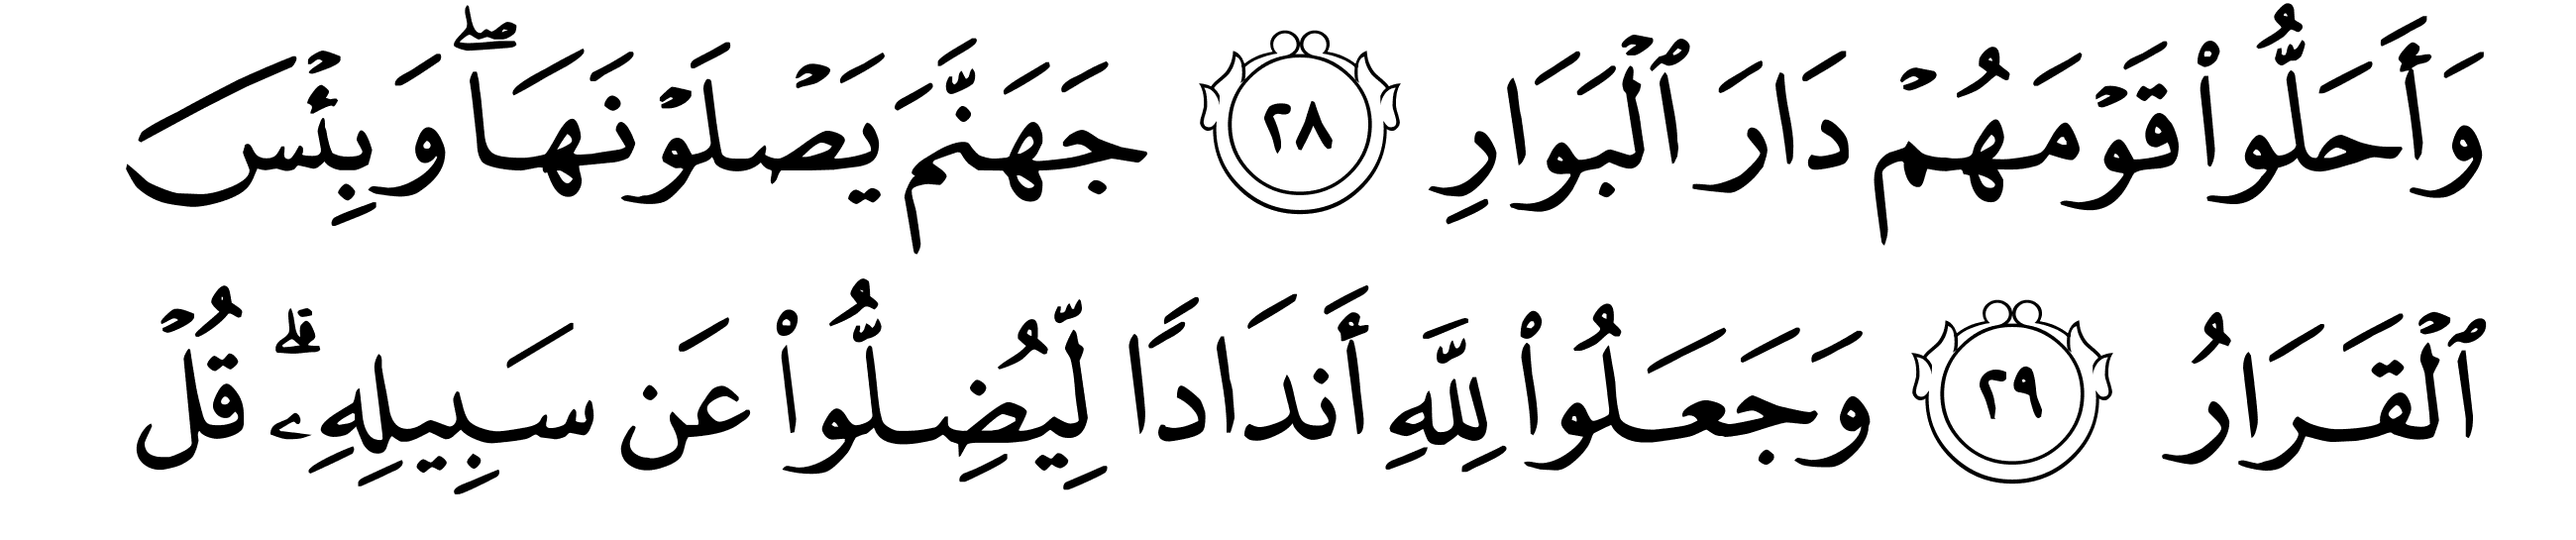 وَأَحَلُّوا۟ قَوْمَهُمْ دَارَ ٱلْبَوَارِ ٢٨ جَهَنَّمَ يَصْلَوْنَهَا ۖ وَبِئْسَ
ٱلْقَرَارُ ٢٩ وَجَعَلُوا۟ لِلَّهِ أَندَادًا لِّيُضِلُّوا۟ عَن سَبِيلِهِۦ ۗ قُلْ